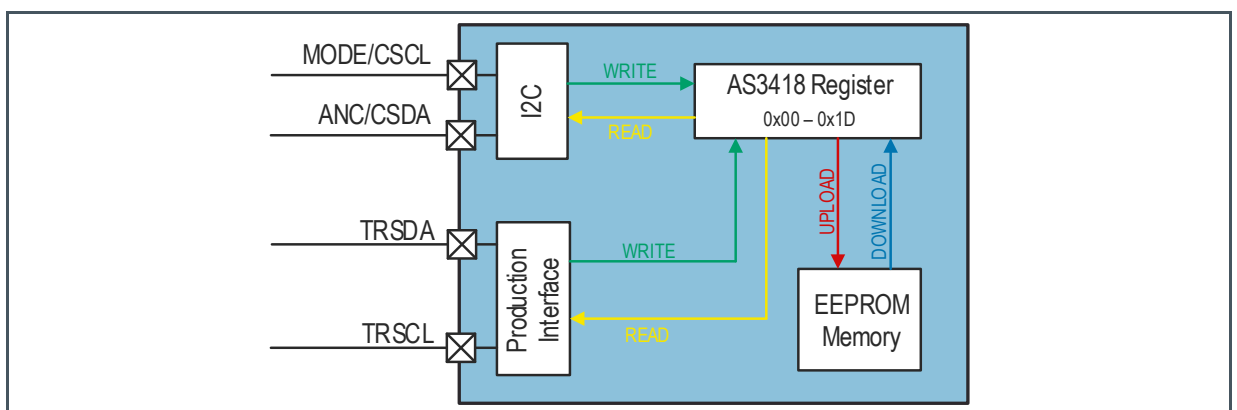 MODE/CSCL
ANC/CSDA
I2C
WRITE
READ
AS3418 Register
0x00 – 0x1D
UPLOAD
DOWNLOAD
TRSDA
TRSCL
Production
Interface
WRITE
READ
EEPROM
Memory